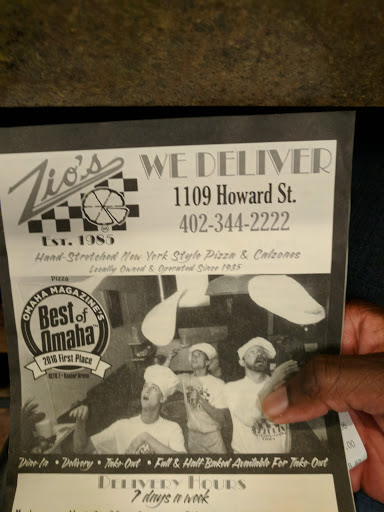 Zio's
WE DELIVER
1109 Howard St.
402-344-2222
Est. 1985
Hand-Stretched New York Style Pizza & Calzones
Locally Owned & Operated Since 1985
Pizza
OMAHA MAGAZINE'S
Best of
Omaha
2016 First Place
Dine-In • Delivery • Take-Out • Full & Half Baked Available For Take-Out
DELIVERY HOURS
7 days a week